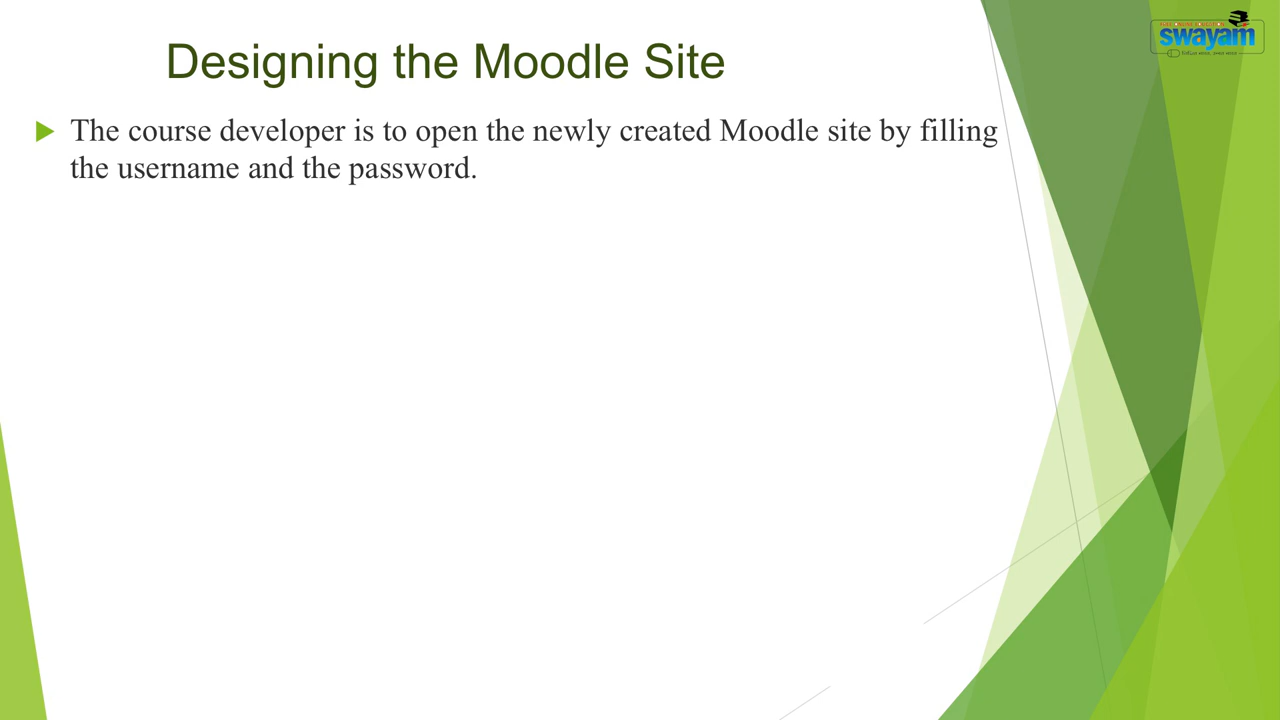 Designing the Moodle Site
swayam
The course developer is to open the newly created Moodle site by filling
the username and the password.